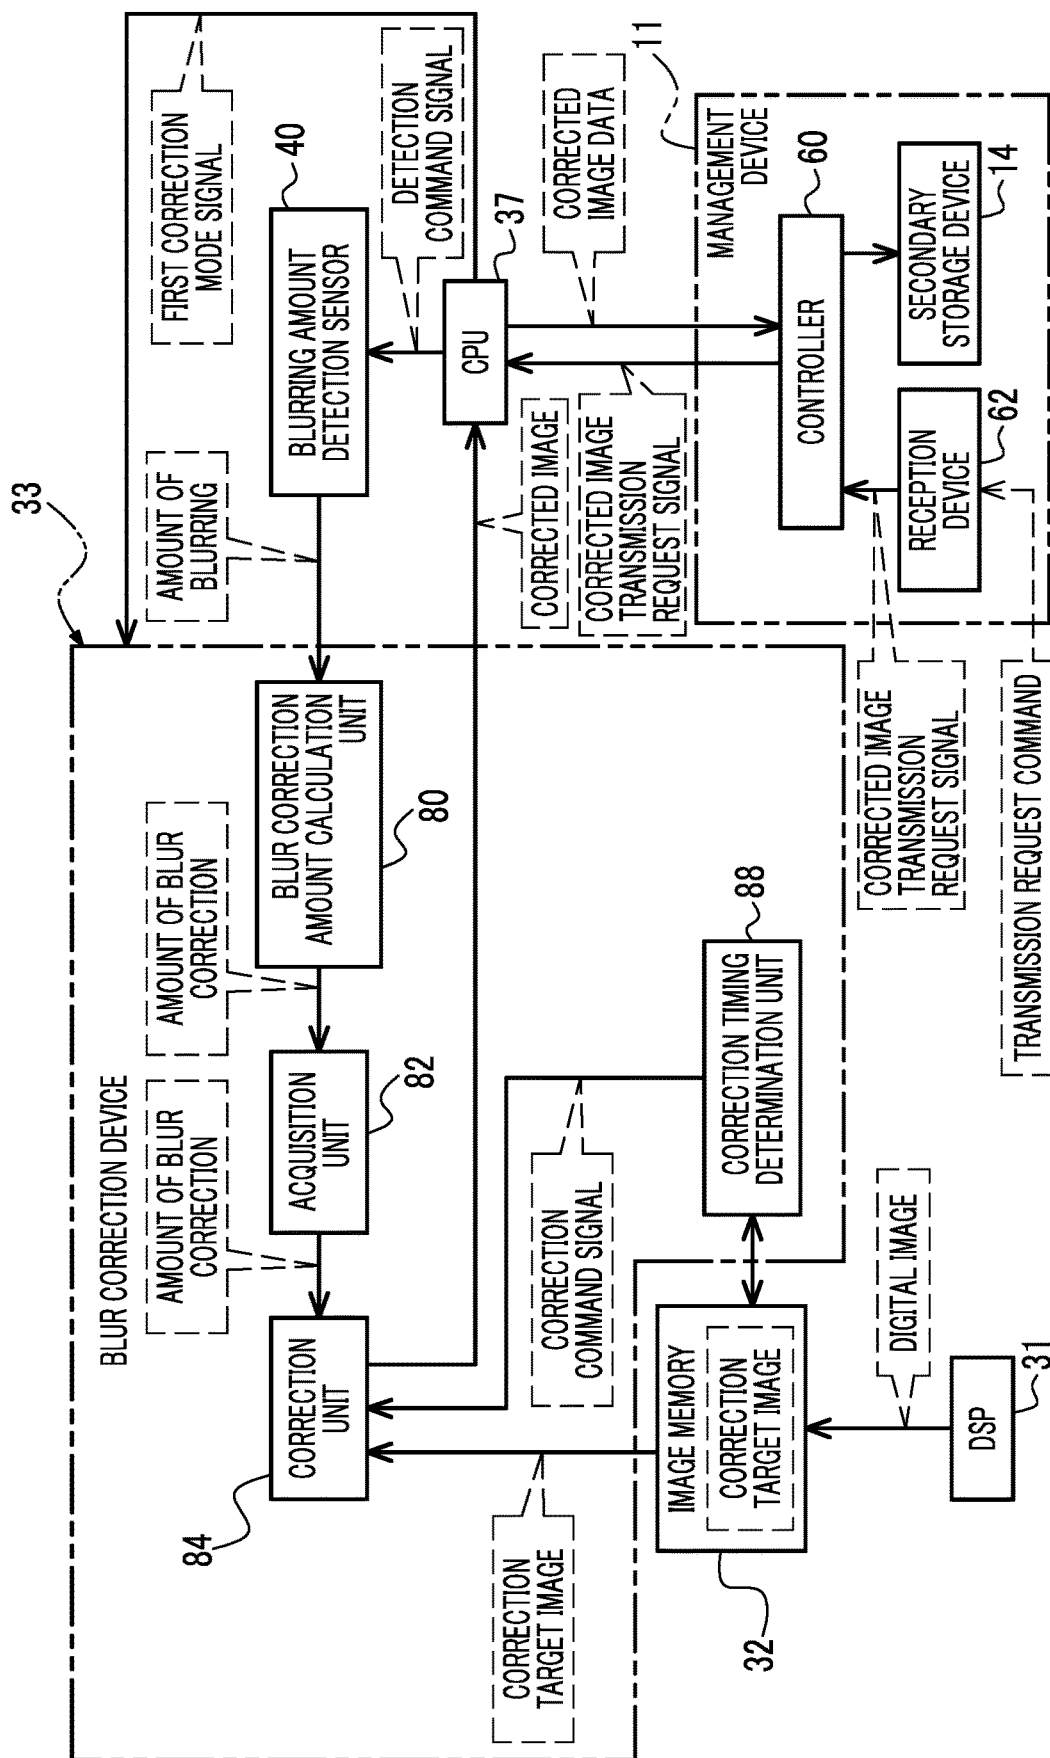 33
BLUR CORRECTION DEVICE
AMOUNT OF BLUR
CORRECTION
AMOUNT OF BLUR
CORRECTION
AMOUNT OF
BLURRING
FIRST CORRECTION
MODE SIGNAL
84
CORRECTION
UNIT
ACQUISITION
UNIT
82
BLUR CORRECTION
AMOUNT CALCULATION
UNIT
80
BLURRING AMOUNT
DETECTION SENSOR
40
DETECTION
COMMAND SIGNAL
CPU
37
CORRECTION
TARGET IMAGE
CORRECTION
COMMAND SIGNAL
CORRECTED IMAGE
CORRECTED IMAGE
TRANSMISSION
REQUEST SIGNAL
CORRECTED
IMAGE DATA
11
32
IMAGE MEMORY
CORRECTION
TARGET IMAGE
CORRECTION TIMING
DETERMINATION UNIT
88
MANAGEMENT
DEVICE
CONTROLLER
60
RECEPTION
DEVICE
62
SECONDARY
STORAGE DEVICE
14
DIGITAL IMAGE
DSP
31
CORRECTED IMAGE
TRANSMISSION
REQUEST SIGNAL
TRANSMISSION REQUEST COMMAND